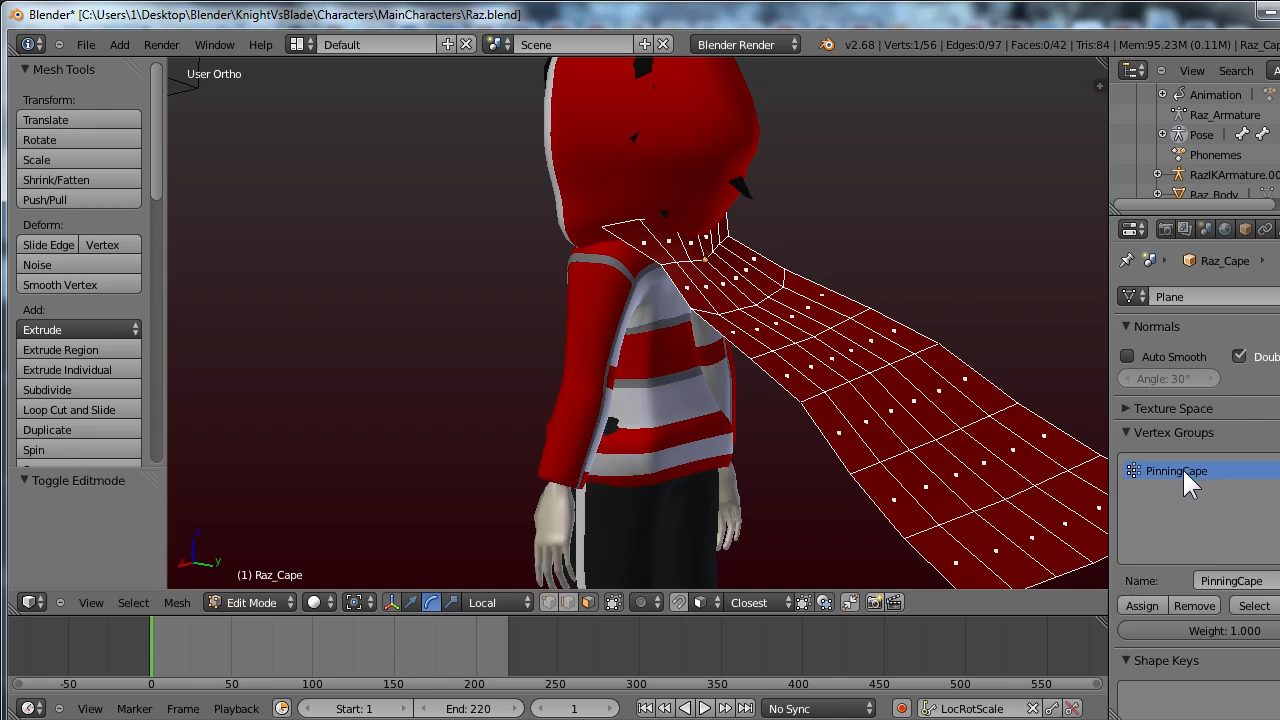 Blender* [C:\Users\1\Desktop\Blender\KnightVsBlade\Characters\MainCharacters\Raz.blend]
File Add Render Window Help Default Scene Blender Render v2.68 | Verts:1/56 | Edges:0/97 | Faces:0/42 | Tris:84 | Mem:95.23M (0.11M) | Raz_Ca
Mesh Tools
Transform:
Translate
Rotate
Scale
Shrink/Fatten
Push/Pull
Deform:
Slide Edge Vertex
Noise
Smooth Vertex
Add:
Extrude
Extrude Region
Extrude Individual
Subdivide
Loop Cut and Slide
Duplicate
Spin
Toggle Editmode
User Ortho
z
x y
(1) Raz_Cape
View Select Mesh Edit Mode Local Closest
View Search
Animation
Raz_Armature
Pose
Phonemes
RazIKArmature.00
Raz_Body
Raz_Cape
Plane
Normals
Auto Smooth Doub
Angle: 30°
Texture Space
Vertex Groups
PinningCape
Name: PinningCape
Assign Remove Select
Weight: 1.000
Shape Keys
-50 0 50 100 150 200 250 300 350 400 450 500 550
View Marker Frame Playback Start: 1 End: 220 1 No Sync LocRotScale